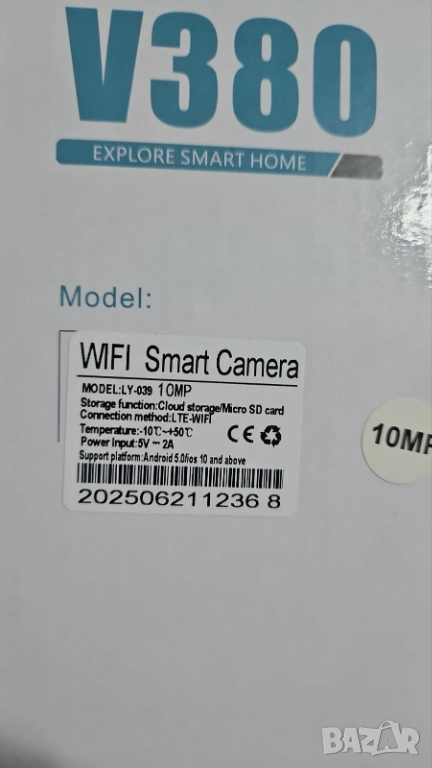 V380
EXPLORE SMART HOME
Model:
WIFI Smart Camera
MODEL:LY-039 10MP
Storage function:Cloud storage/Micro SD card
Connection method:LTE-WIFI
Temperature:-10℃~+50℃
Power Input:5V⎓2A
CE
Support platform:Android 5.0/ios 10 and above
202506211236 8
10MP
BAZAR